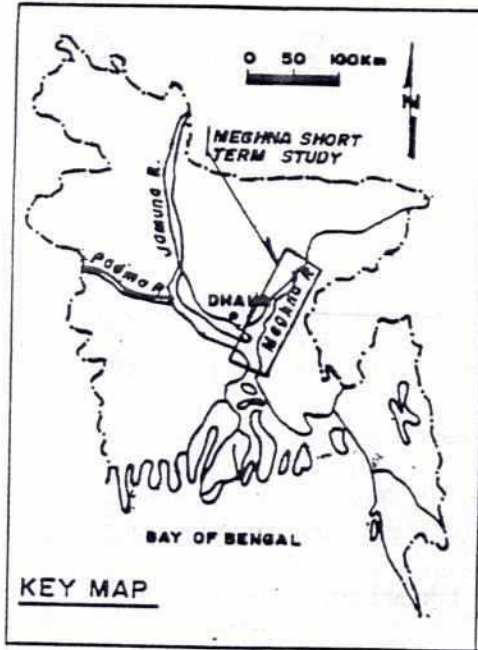 0 50 100Km
N
MEGHNA SHORT
TERM STUDY
Jamuna R.
Padma R.
DHAKA
Meghna R.
BAY OF BENGAL
KEY MAP